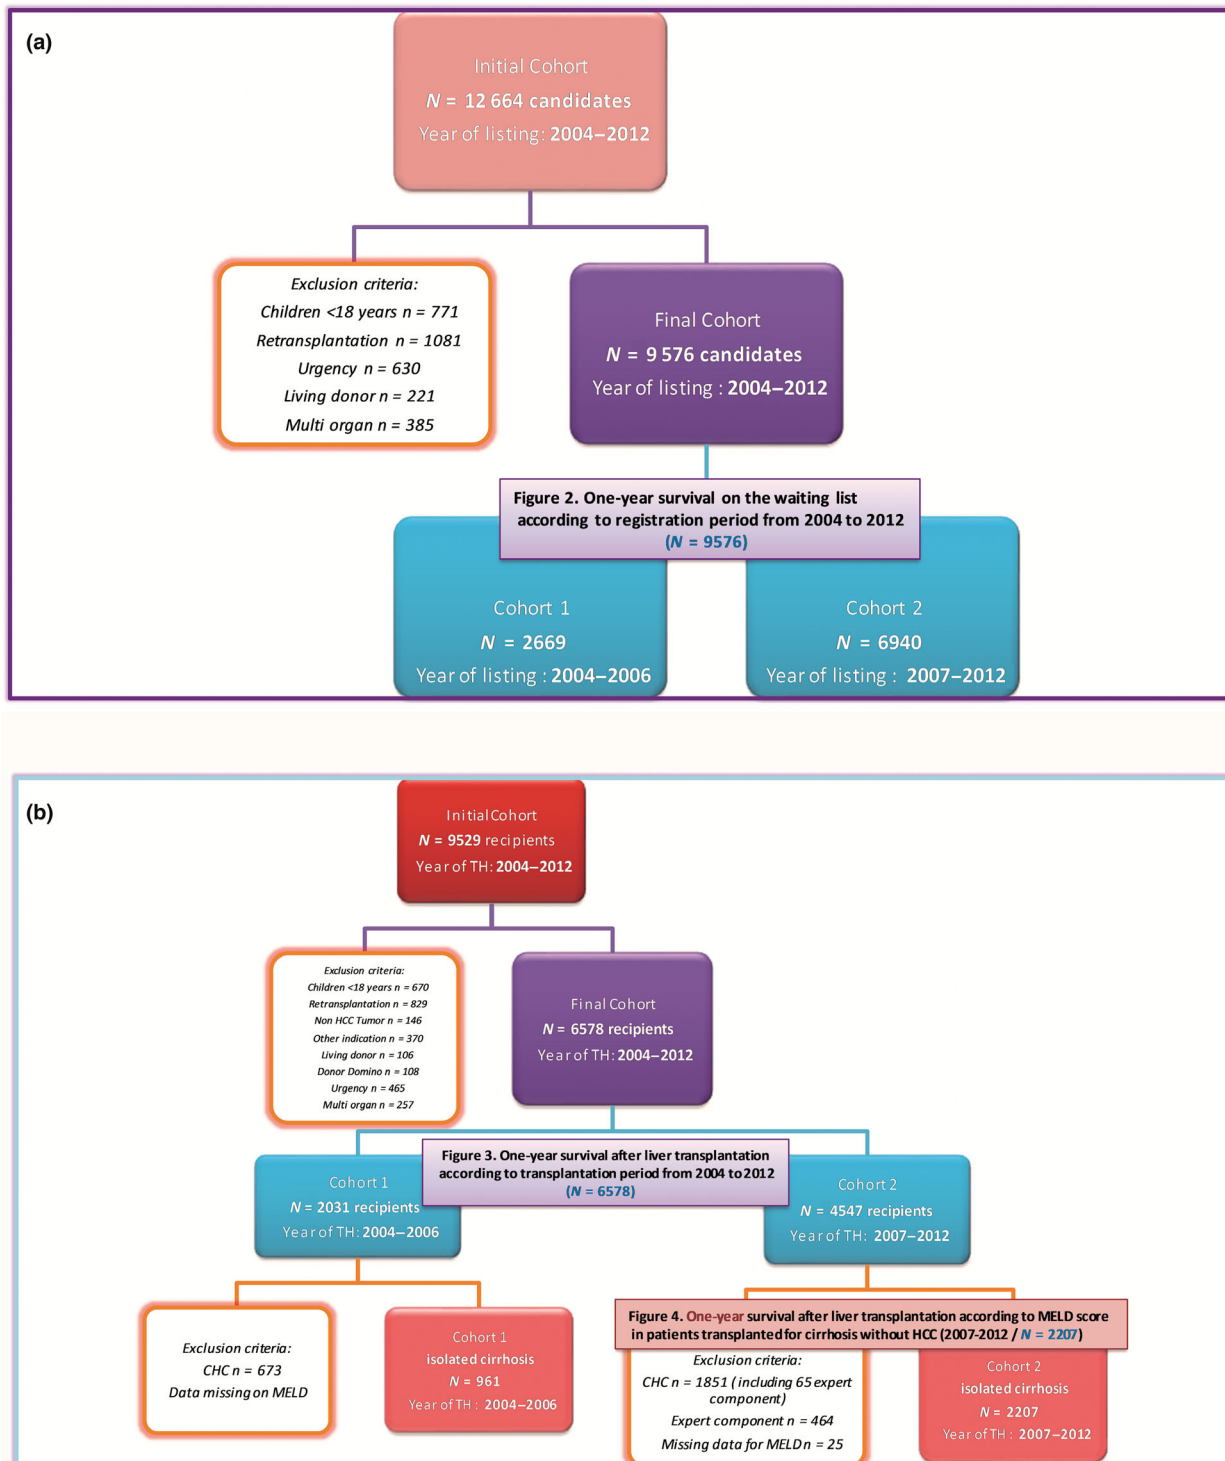 (a)
Initial Cohort
N = 12 664 candidates
Year of listing: 2004–2012
Exclusion criteria:
Children <18 years n = 771
Retransplantation n = 1081
Urgency n = 630
Living donor n = 221
Multi organ n = 385
Final Cohort
N = 9 576 candidates
Year of listing : 2004–2012
Figure 2. One-year survival on the waiting list
according to registration period from 2004 to 2012
(N = 9576)
Cohort 1
N = 2669
Year of listing : 2004–2006
Cohort 2
N = 6940
Year of listing : 2007–2012
(b)
Initial Cohort
N = 9529 recipients
Year of TH: 2004–2012
Exclusion criteria:
Children <18 years n = 670
Retransplantation n = 829
Non HCC Tumor n = 146
Other indication n = 370
Living donor n = 106
Donor Domino n = 108
Urgency n = 465
Multi organ n = 257
Final Cohort
N = 6578 recipients
Year of TH: 2004–2012
Figure 3. One-year survival after liver transplantation
according to transplantation period from 2004 to 2012
(N = 6578)
Cohort 1
N = 2031 recipients
Year of TH: 2004–2006
Cohort 2
N = 4547 recipients
Year of TH: 2007–2012
Exclusion criteria:
CHC n = 673
Data missing on MELD
Cohort 1
isolated cirrhosis
N = 961
Year of TH : 2004–2006
Figure 4. One-year survival after liver transplantation according to MELD score
in patients transplanted for cirrhosis without HCC (2007-2012 / N = 2207)
Exclusion criteria:
CHC n = 1851 ( including 65 expert
component)
Expert component n = 464
Missing data for MELD n = 25
Cohort 2
isolated cirrhosis
N = 2207
Year of TH : 2007–2012